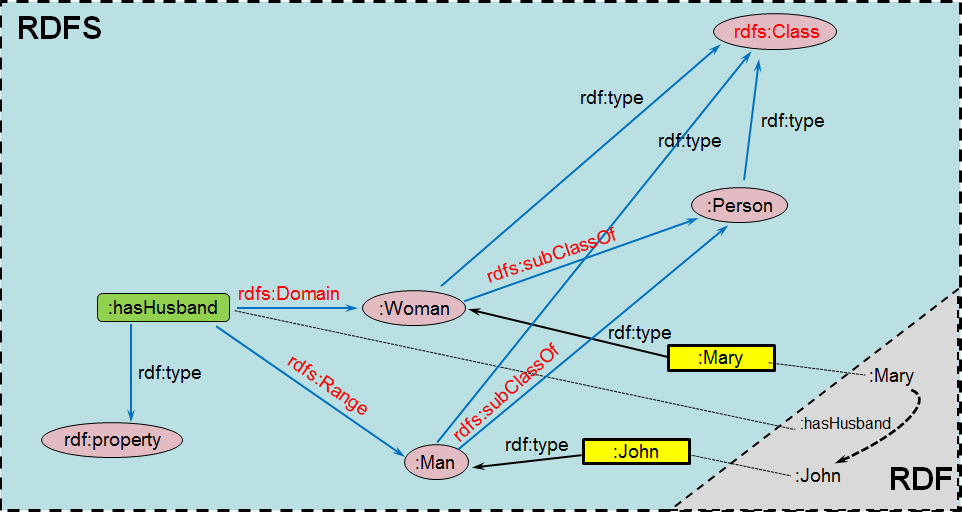 RDFS
rdfs:Class
rdf:type
rdf:type
rdf:type
:Person
rdfs:subClassOf
rdfs:Domain
:hasHusband
:Woman
rdf:type
:Mary
rdf:type
rdfs:Range
rdfs:subClassOf
:Mary
:hasHusband
rdf:property
rdf:type
:John
:Man
:John
RDF